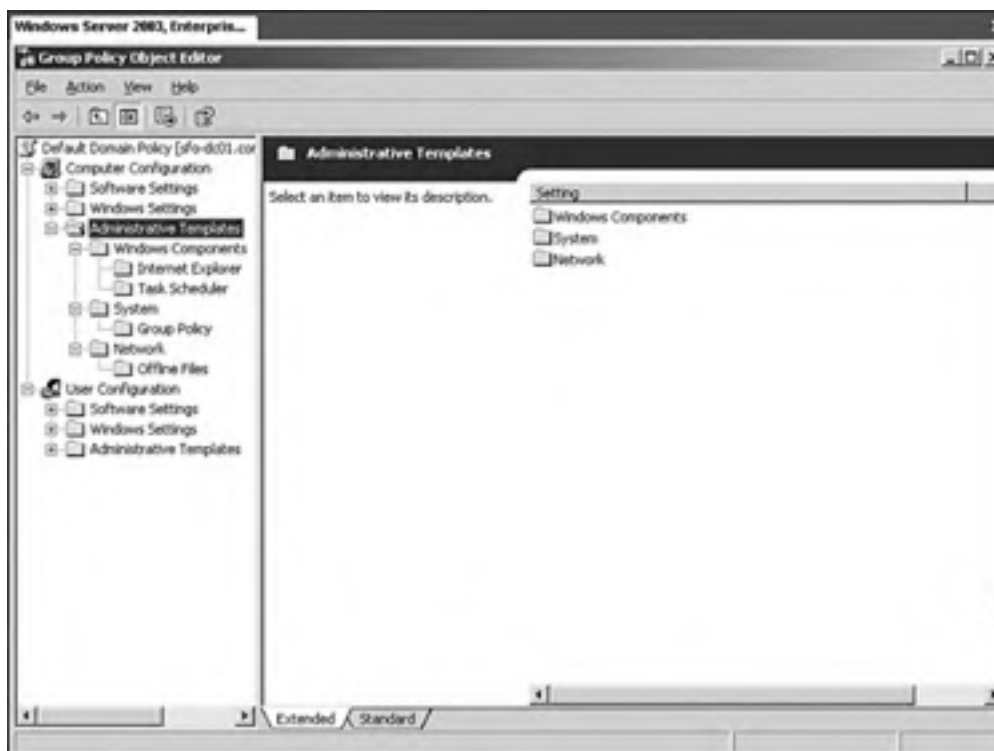 Windows Server 2003, Enterpris...
Group Policy Object Editor
File Action View Help
Default Domain Policy [sfo-dc01.cor
Computer Configuration
Software Settings
Windows Settings
Administrative Templates
Windows Components
Internet Explorer
Task Scheduler
System
Group Policy
Network
Offline Files
User Configuration
Software Settings
Windows Settings
Administrative Templates
Administrative Templates
Select an item to view its description.
Setting
Windows Components
System
Network
Extended Standard